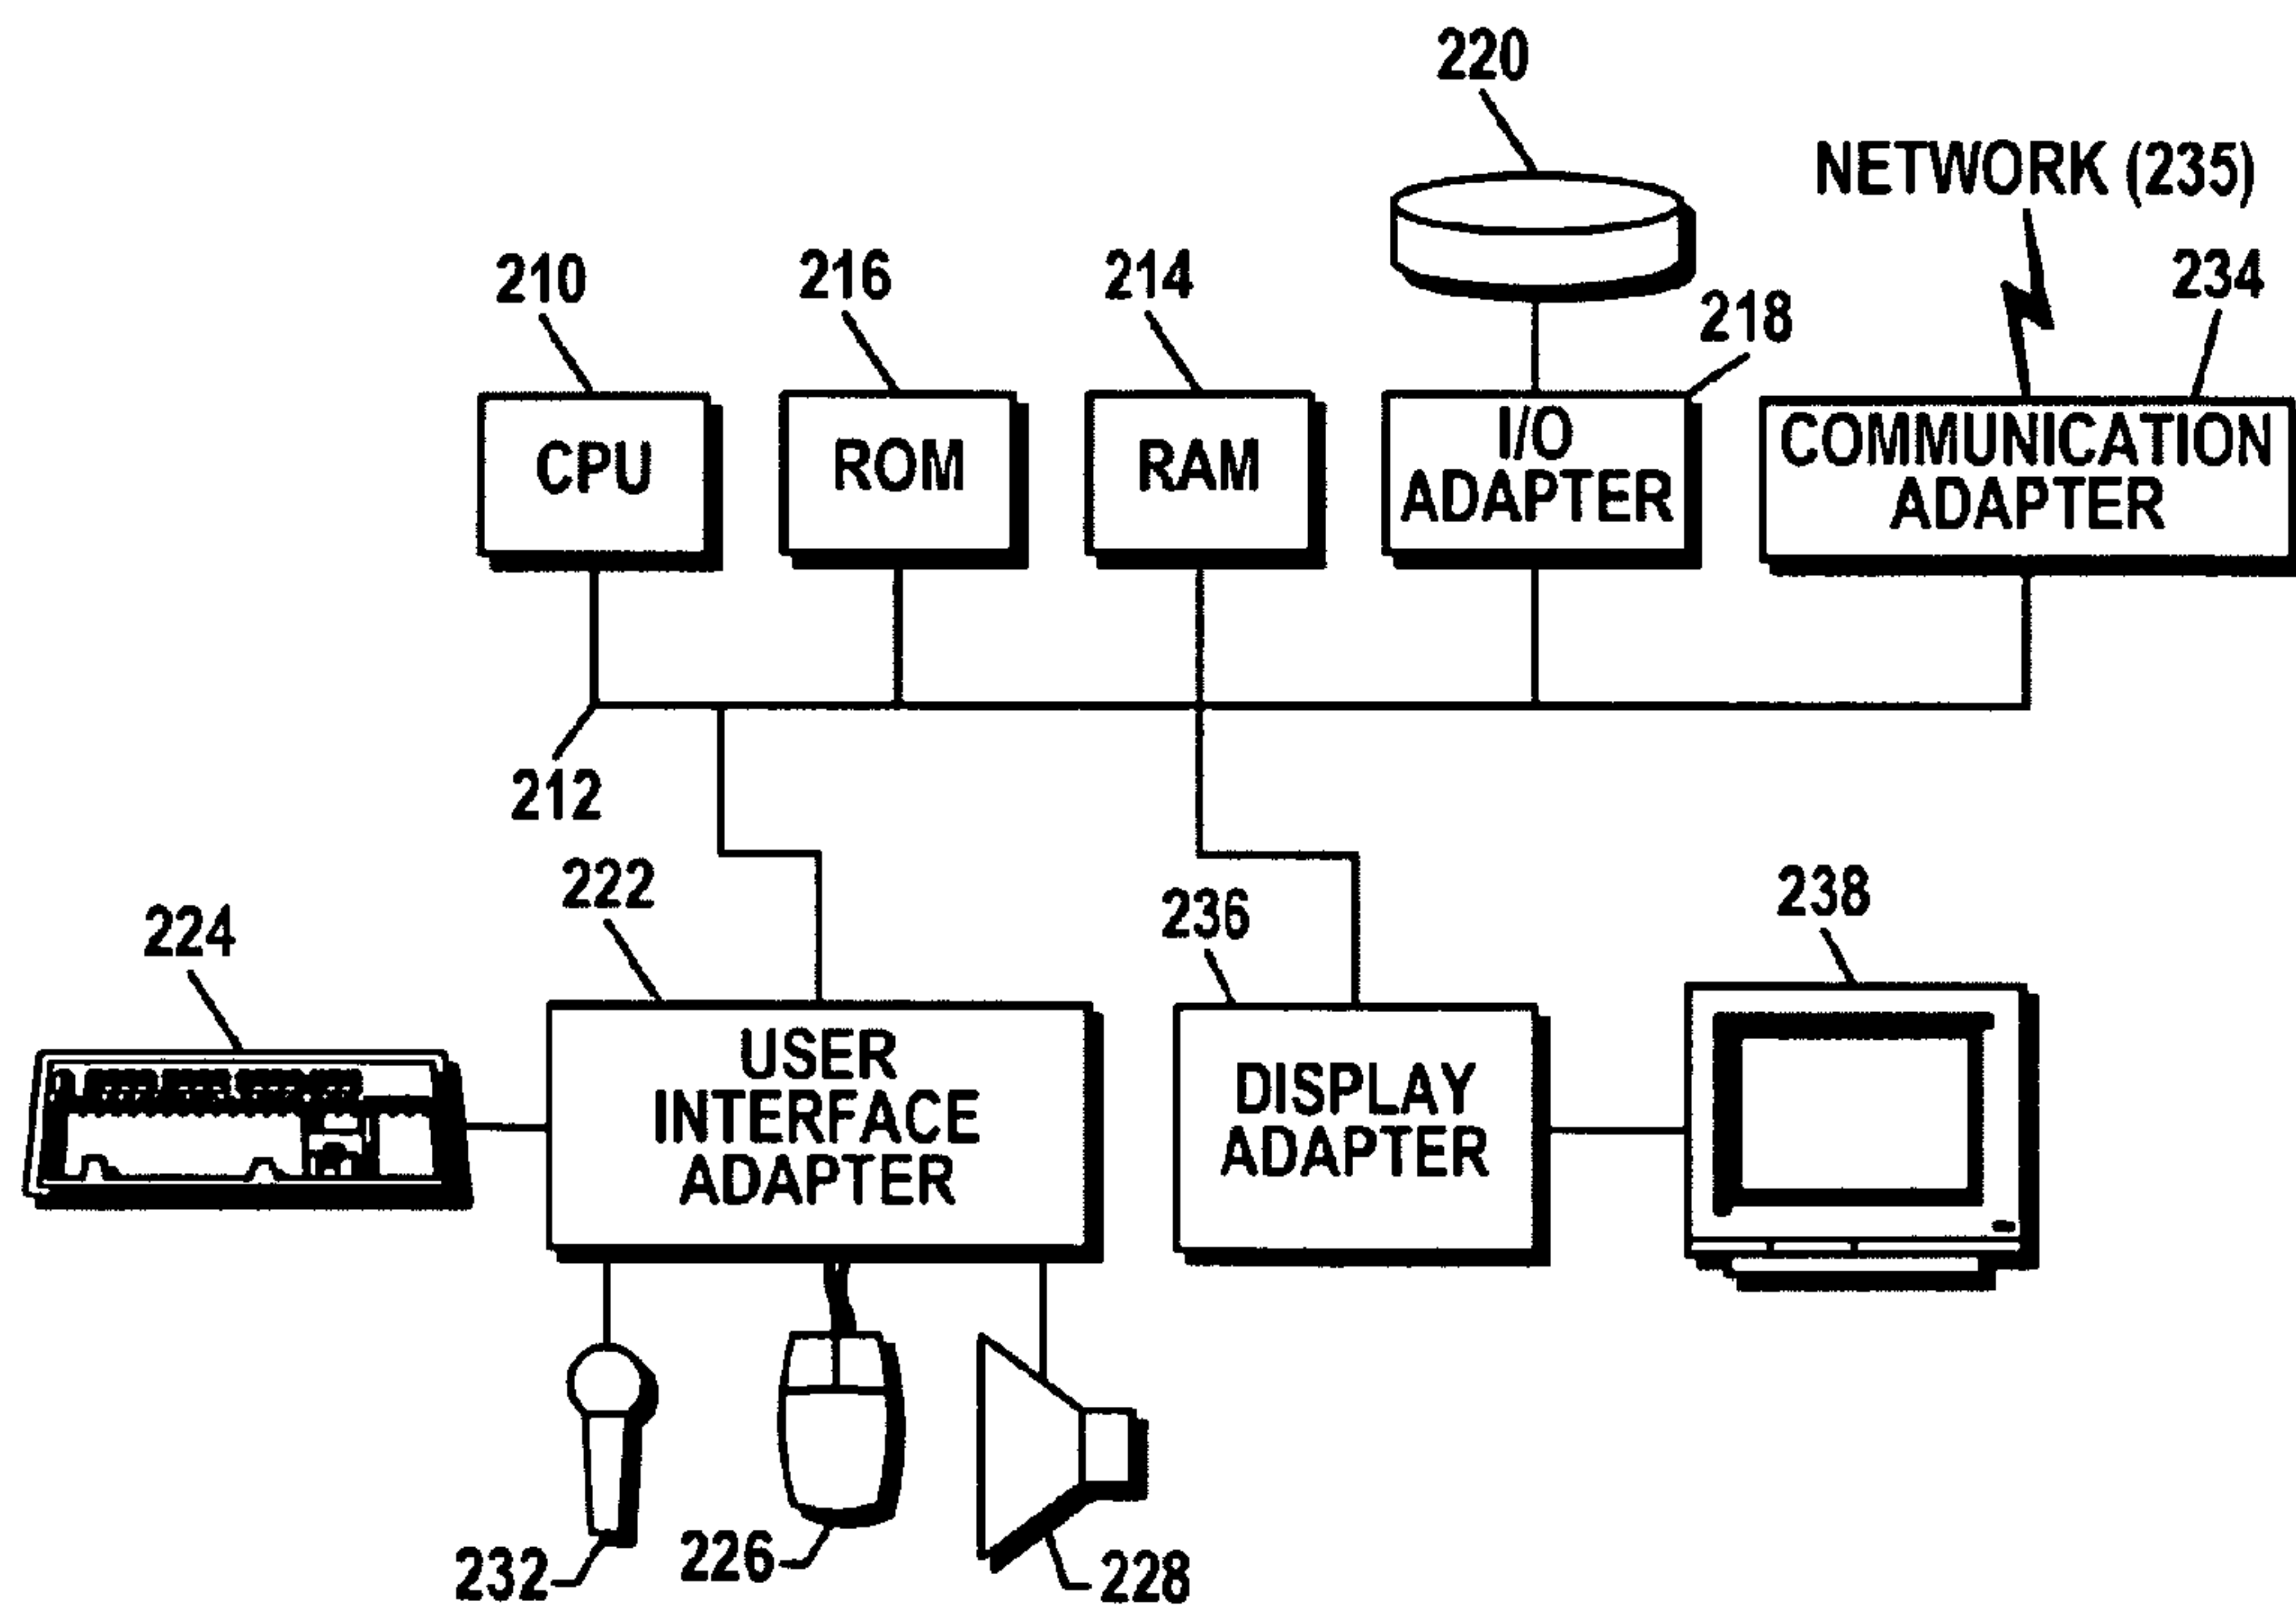 220
NETWORK (235)
210
216
214
218
234
CPU
ROM
RAM
I/O
ADAPTER
COMMUNICATION
ADAPTER
212
222
224
236
238
USER
INTERFACE
ADAPTER
DISPLAY
ADAPTER
232
226
228